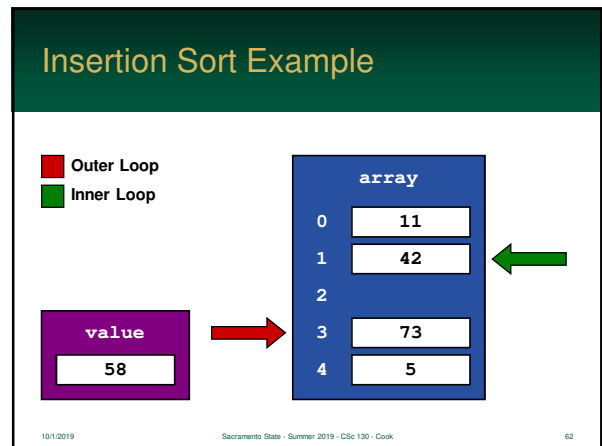 Insertion Sort Example
Outer Loop
Inner Loop
array
0 11
1 42
2
3 73
4 5
value
58
10/1/2019 Sacramento State - Summer 2019 - CSc 130 - Cook 62